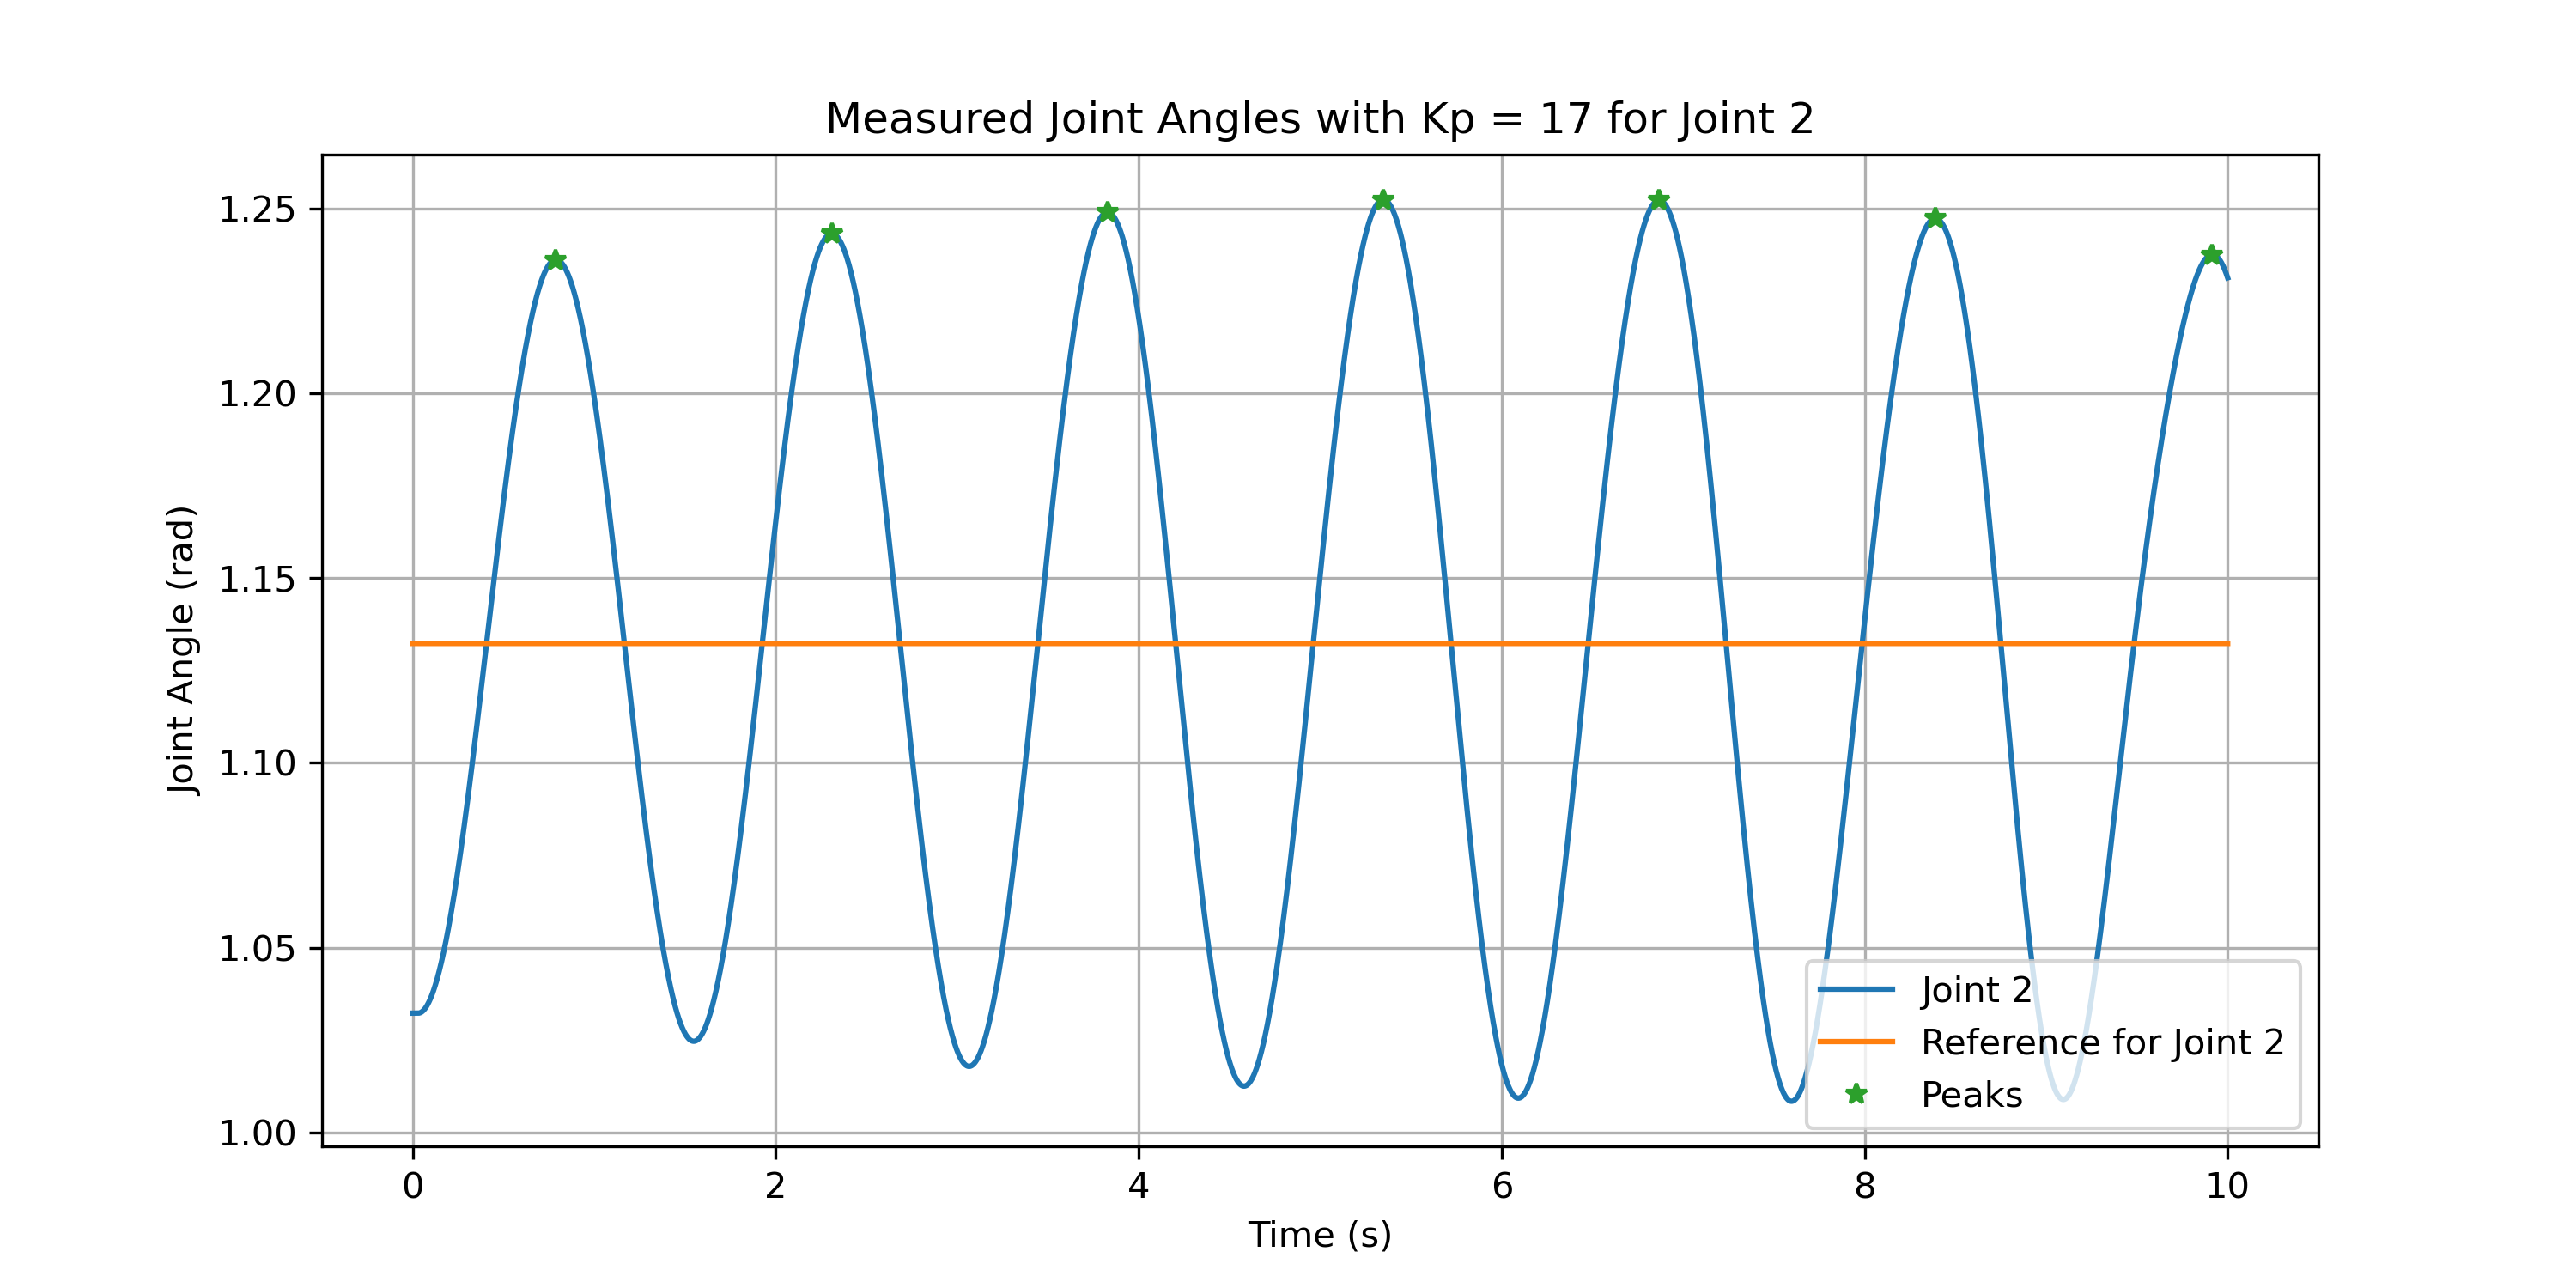 Measured Joint Angles with Kp = 17 for Joint 2
Joint Angle (rad)
1.25
1.20
1.15
1.10
1.05
1.00
0 2 4 6 8 10
Time (s)
Joint 2
Reference for Joint 2
Peaks